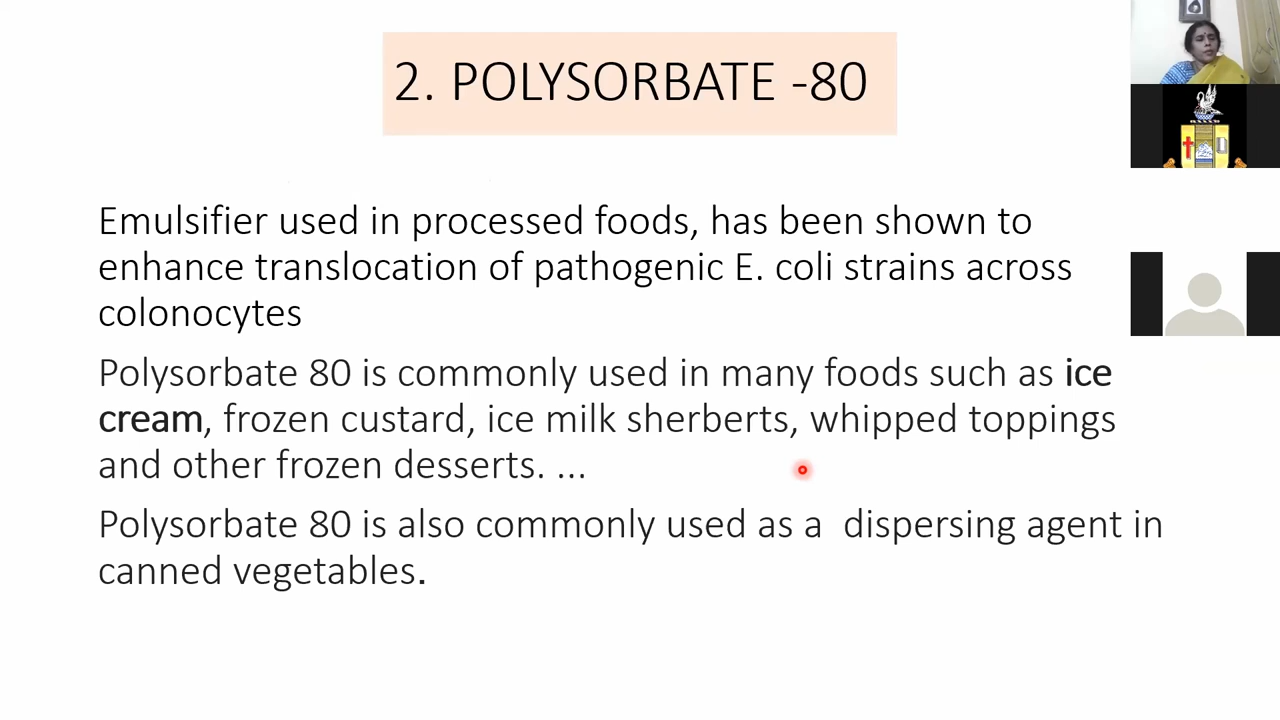 2. POLYSORBATE -80
Emulsifier used in processed foods, has been shown to
enhance translocation of pathogenic E. coli strains across
colonocytes
Polysorbate 80 is commonly used in many foods such as ice
cream, frozen custard, ice milk sherberts, whipped toppings
and other frozen desserts. ...
Polysorbate 80 is also commonly used as a  dispersing agent in
canned vegetables.